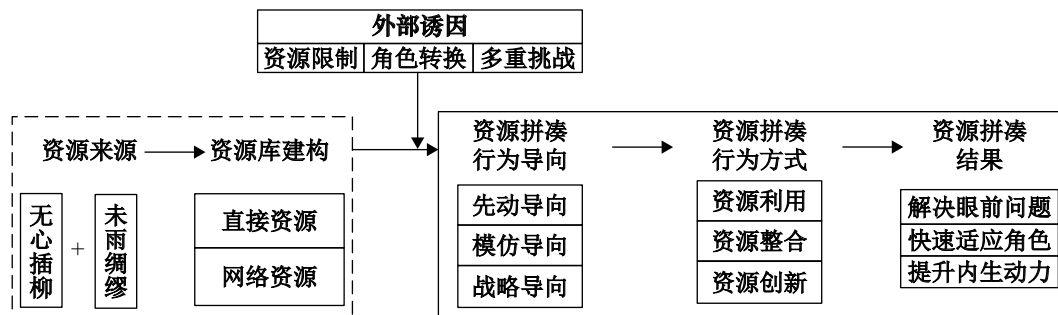 外部诱因
资源限制 角色转换 多重挑战
资源来源
资源库建构
无心插柳
+
未雨绸缪
直接资源
网络资源
资源拼凑
行为导向
先动导向
模仿导向
战略导向
资源拼凑
行为方式
资源利用
资源整合
资源创新
资源拼凑
结果
解决眼前问题
快速适应角色
提升内生动力